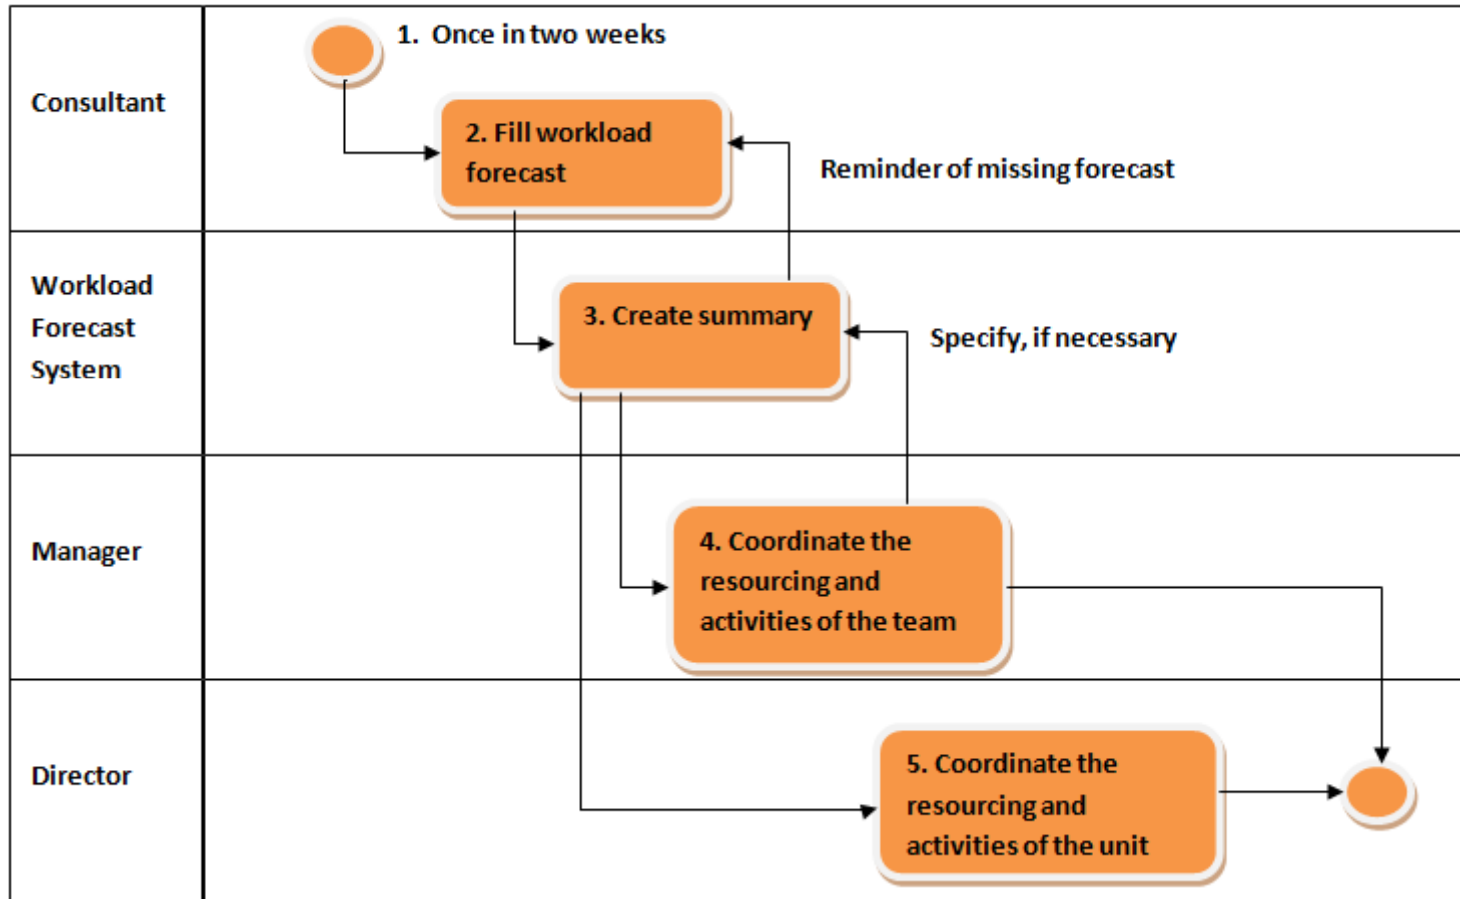 1. Once in two weeks
Consultant
2. Fill workload
forecast
Reminder of missing forecast
Workload
Forecast
System
3. Create summary
Specify, if necessary
Manager
4. Coordinate the
resourcing and
activities of the team
Director
5. Coordinate the
resourcing and
activities of the unit